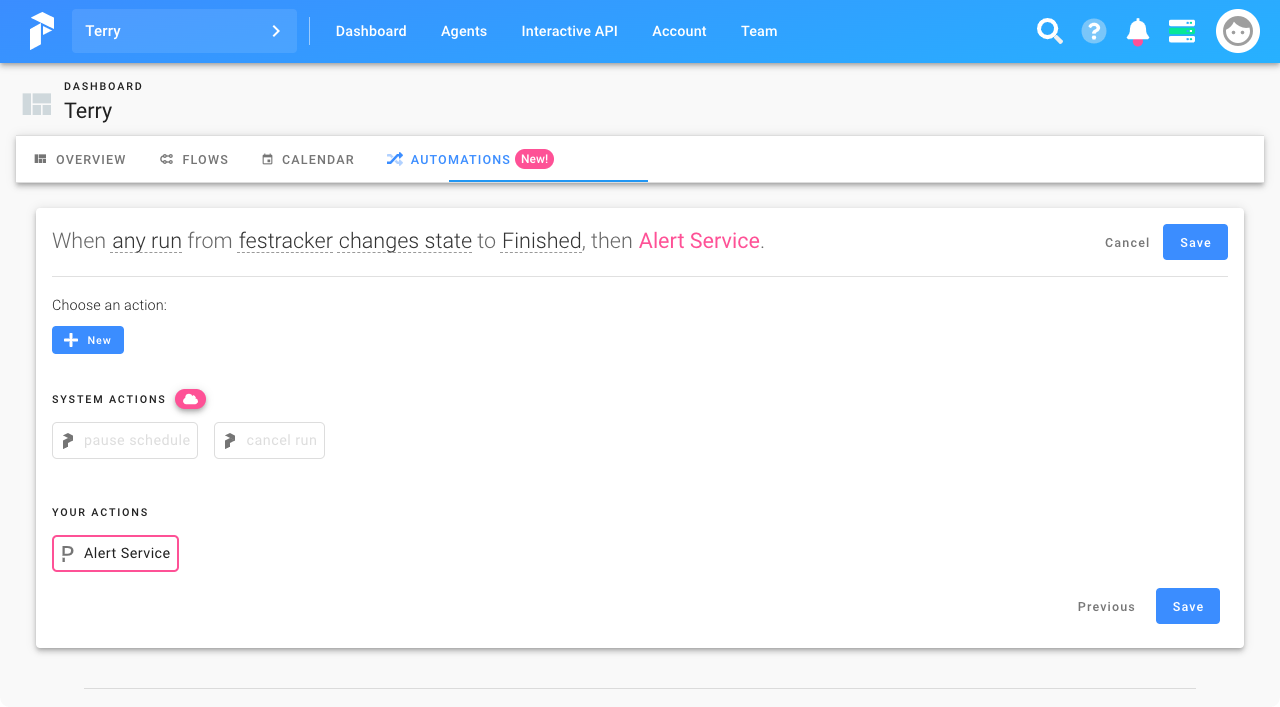 Terry
Dashboard Agents Interactive API Account Team
?
DASHBOARD
Terry
OVERVIEW FLOWS CALENDAR AUTOMATIONS New!
When any run from festracker changes state to Finished, then Alert Service.
Cancel Save
Choose an action:
New
SYSTEM ACTIONS
pause schedule cancel run
YOUR ACTIONS
Alert Service
Previous Save